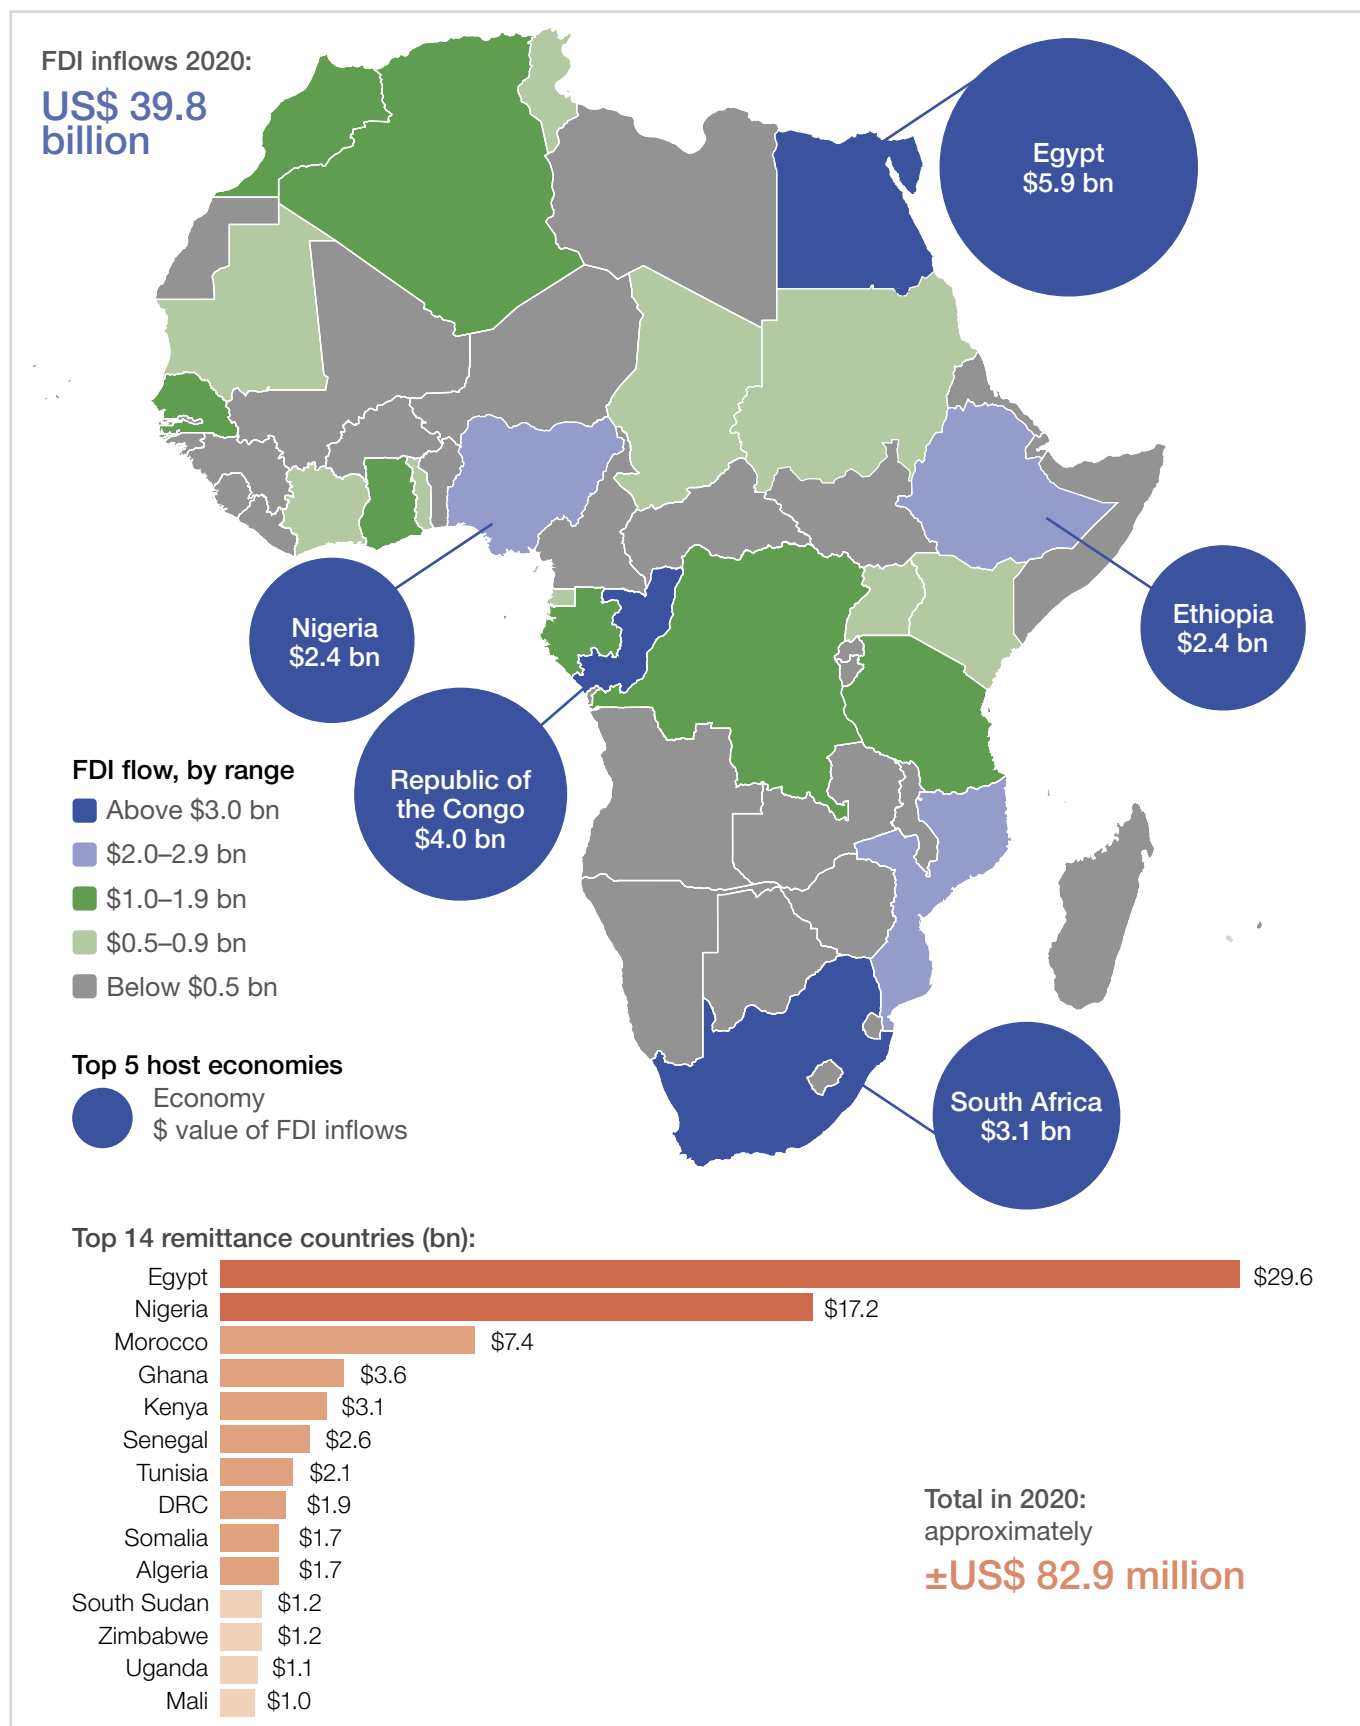 FDI inflows 2020:
US$ 39.8
billion
Egypt
$5.9 bn
Nigeria
$2.4 bn
Ethiopia
$2.4 bn
Republic of
the Congo
$4.0 bn
FDI flow, by range
Above $3.0 bn
$2.0–2.9 bn
$1.0–1.9 bn
$0.5–0.9 bn
Below $0.5 bn
Top 5 host economies
Economy
$ value of FDI inflows
South Africa
$3.1 bn
Top 14 remittance countries (bn):
Egypt $29.6
Nigeria $17.2
Morocco $7.4
Ghana $3.6
Kenya $3.1
Senegal $2.6
Tunisia $2.1
DRC $1.9
Somalia $1.7
Algeria $1.7
South Sudan $1.2
Zimbabwe $1.2
Uganda $1.1
Mali $1.0
Total in 2020:
approximately
±US$ 82.9 million